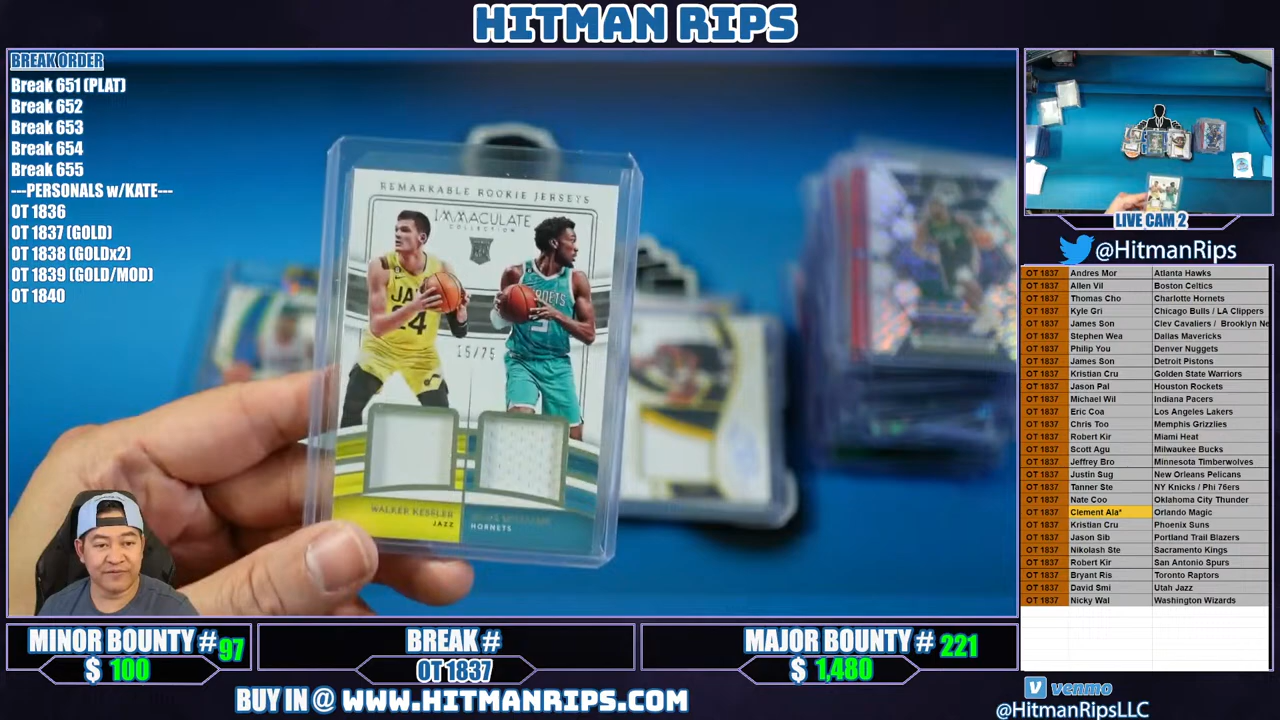 HITMAN RIPS
BREAK ORDER
Break 651 (PLAT)
Break 652
Break 653
Break 654
Break 655
---PERSONALS w/KATE---
OT 1836
OT 1837 (GOLD)
OT 1838 (GOLDx2)
OT 1839 (GOLD/MOD)
OT 1840
REMARKABLE ROOKIE JERSEYS
IMMACULATE
COLLECTION
RC
JAZZ
24
HORNETS
3
15/75
WALKER KESSLER
JAZZ
HORNETS
LIVE CAM 2
@HitmanRips
OT 1837 Andres Mor Atlanta Hawks
OT 1837 Allen Vil Boston Celtics
OT 1837 Thomas Cho Charlotte Hornets
OT 1837 Kyle Gri Chicago Bulls / LA Clippers
OT 1837 James Son Clev Cavaliers / Brooklyn Ne
OT 1837 Stephen Wea Dallas Mavericks
OT 1837 Philip You Denver Nuggets
OT 1837 James Son Detroit Pistons
OT 1837 Kristian Cru Golden State Warriors
OT 1837 Jason Pal Houston Rockets
OT 1837 Michael Wil Indiana Pacers
OT 1837 Eric Coa Los Angeles Lakers
OT 1837 Chris Too Memphis Grizzlies
OT 1837 Robert Kir Miami Heat
OT 1837 Scott Agu Milwaukee Bucks
OT 1837 Jeffrey Bro Minnesota Timberwolves
OT 1837 Justin Sug New Orleans Pelicans
OT 1837 Tanner Ste NY Knicks / Phi 76ers
OT 1837 Nate Coo Oklahoma City Thunder
OT 1837 Clement Ala* Orlando Magic
OT 1837 Kristian Cru Phoenix Suns
OT 1837 Jason Sib Portland Trail Blazers
OT 1837 Nikolash Ste Sacramento Kings
OT 1837 Robert Kir San Antonio Spurs
OT 1837 Bryant Ris Toronto Raptors
OT 1837 David Smi Utah Jazz
OT 1837 Nicky Wal Washington Wizards
MINOR BOUNTY # 97
$ 100
BREAK #
OT 1837
MAJOR BOUNTY # 221
$ 1,480
BUY IN @ WWW.HITMANRIPS.COM
venmo
@HitmanRipsLLC